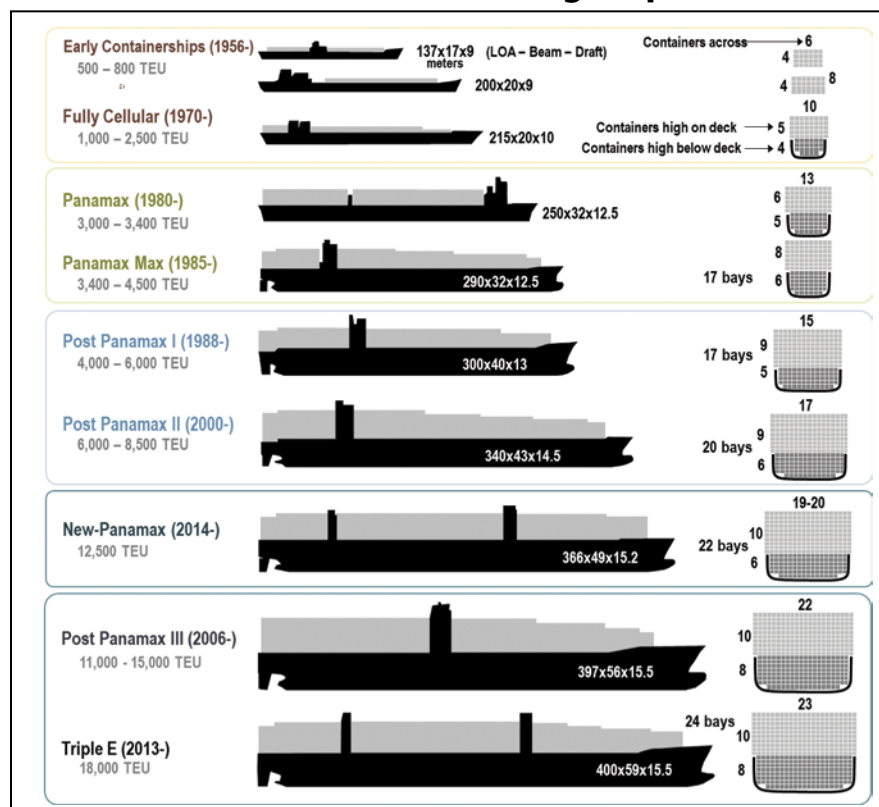 Early Containerships (1956-)
500 – 800 TEU
137x17x9 (LOA – Beam – Draft)
meters
200x20x9
Containers across 6
4
4 8
Fully Cellular (1970-)
1,000 – 2,500 TEU
215x20x10
10
Containers high on deck 5
Containers high below deck 4
Panamax (1980-)
3,000 – 3,400 TEU
250x32x12.5
13
6
5
Panamax Max (1985-)
3,400 – 4,500 TEU
290x32x12.5
17 bays
8
6
Post Panamax I (1988-)
4,000 – 6,000 TEU
300x40x13
17 bays
15
9
5
Post Panamax II (2000-)
6,000 – 8,500 TEU
340x43x14.5
20 bays
17
9
6
New-Panamax (2014-)
12,500 TEU
366x49x15.2
22 bays
19-20
10
6
Post Panamax III (2006-)
11,000 - 15,000 TEU
397x56x15.5
22
10
8
Triple E (2013-)
18,000 TEU
400x59x15.5
24 bays
23
10
8